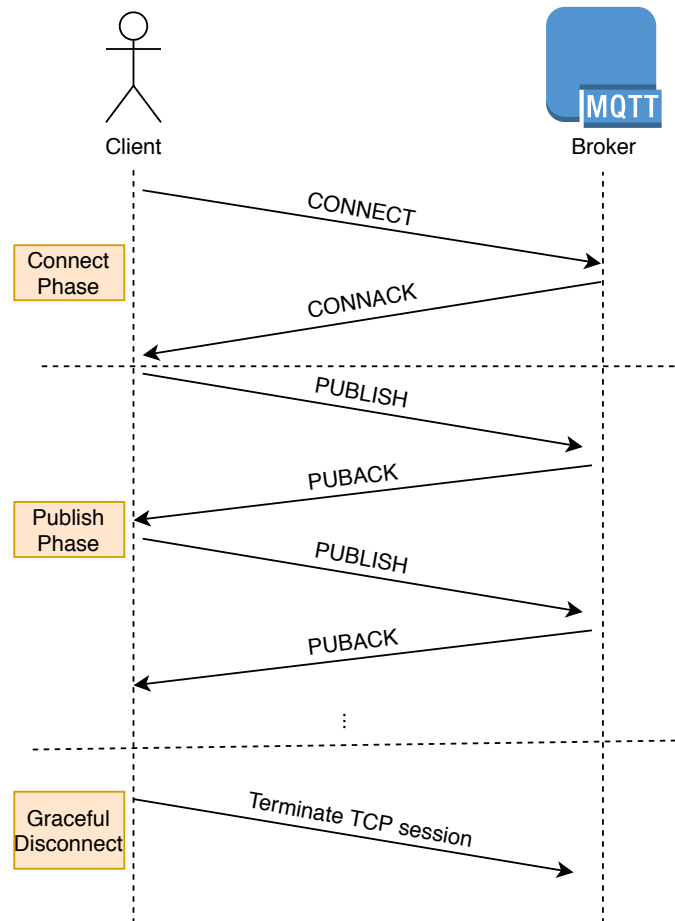 MQTT
Client
Broker
CONNECT
Connect
Phase
CONNACK
PUBLISH
PUBACK
Publish
Phase
PUBLISH
PUBACK
...
Graceful
Disconnect
Terminate TCP session